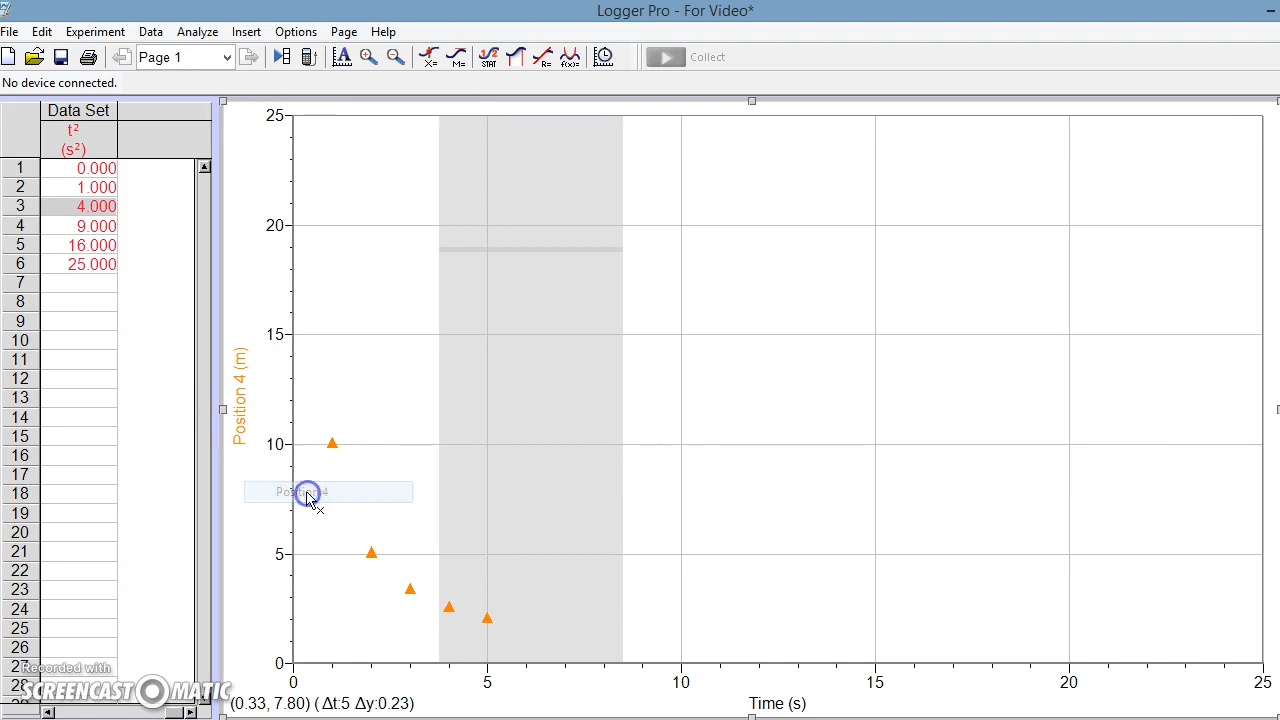 Logger Pro - For Video*
File Edit Experiment Data Analyze Insert Options Page Help
Page 1
Collect
No device connected.
Data Set
t²
(s²)
1 0.000
2 1.000
3 4.000
4 9.000
5 16.000
6 25.000
7
8
9
10
11
12
13
14
15
16
17
18
19
20
21
22
23
24
25
26
27
28
25
20
15
10
5
0
Position 4 (m)
Position 4
0 5 10 15 20 25
(0.33, 7.80) (Δt:5 Δy:0.23)
Time (s)
Recorded with
SCREENCAST MATIC